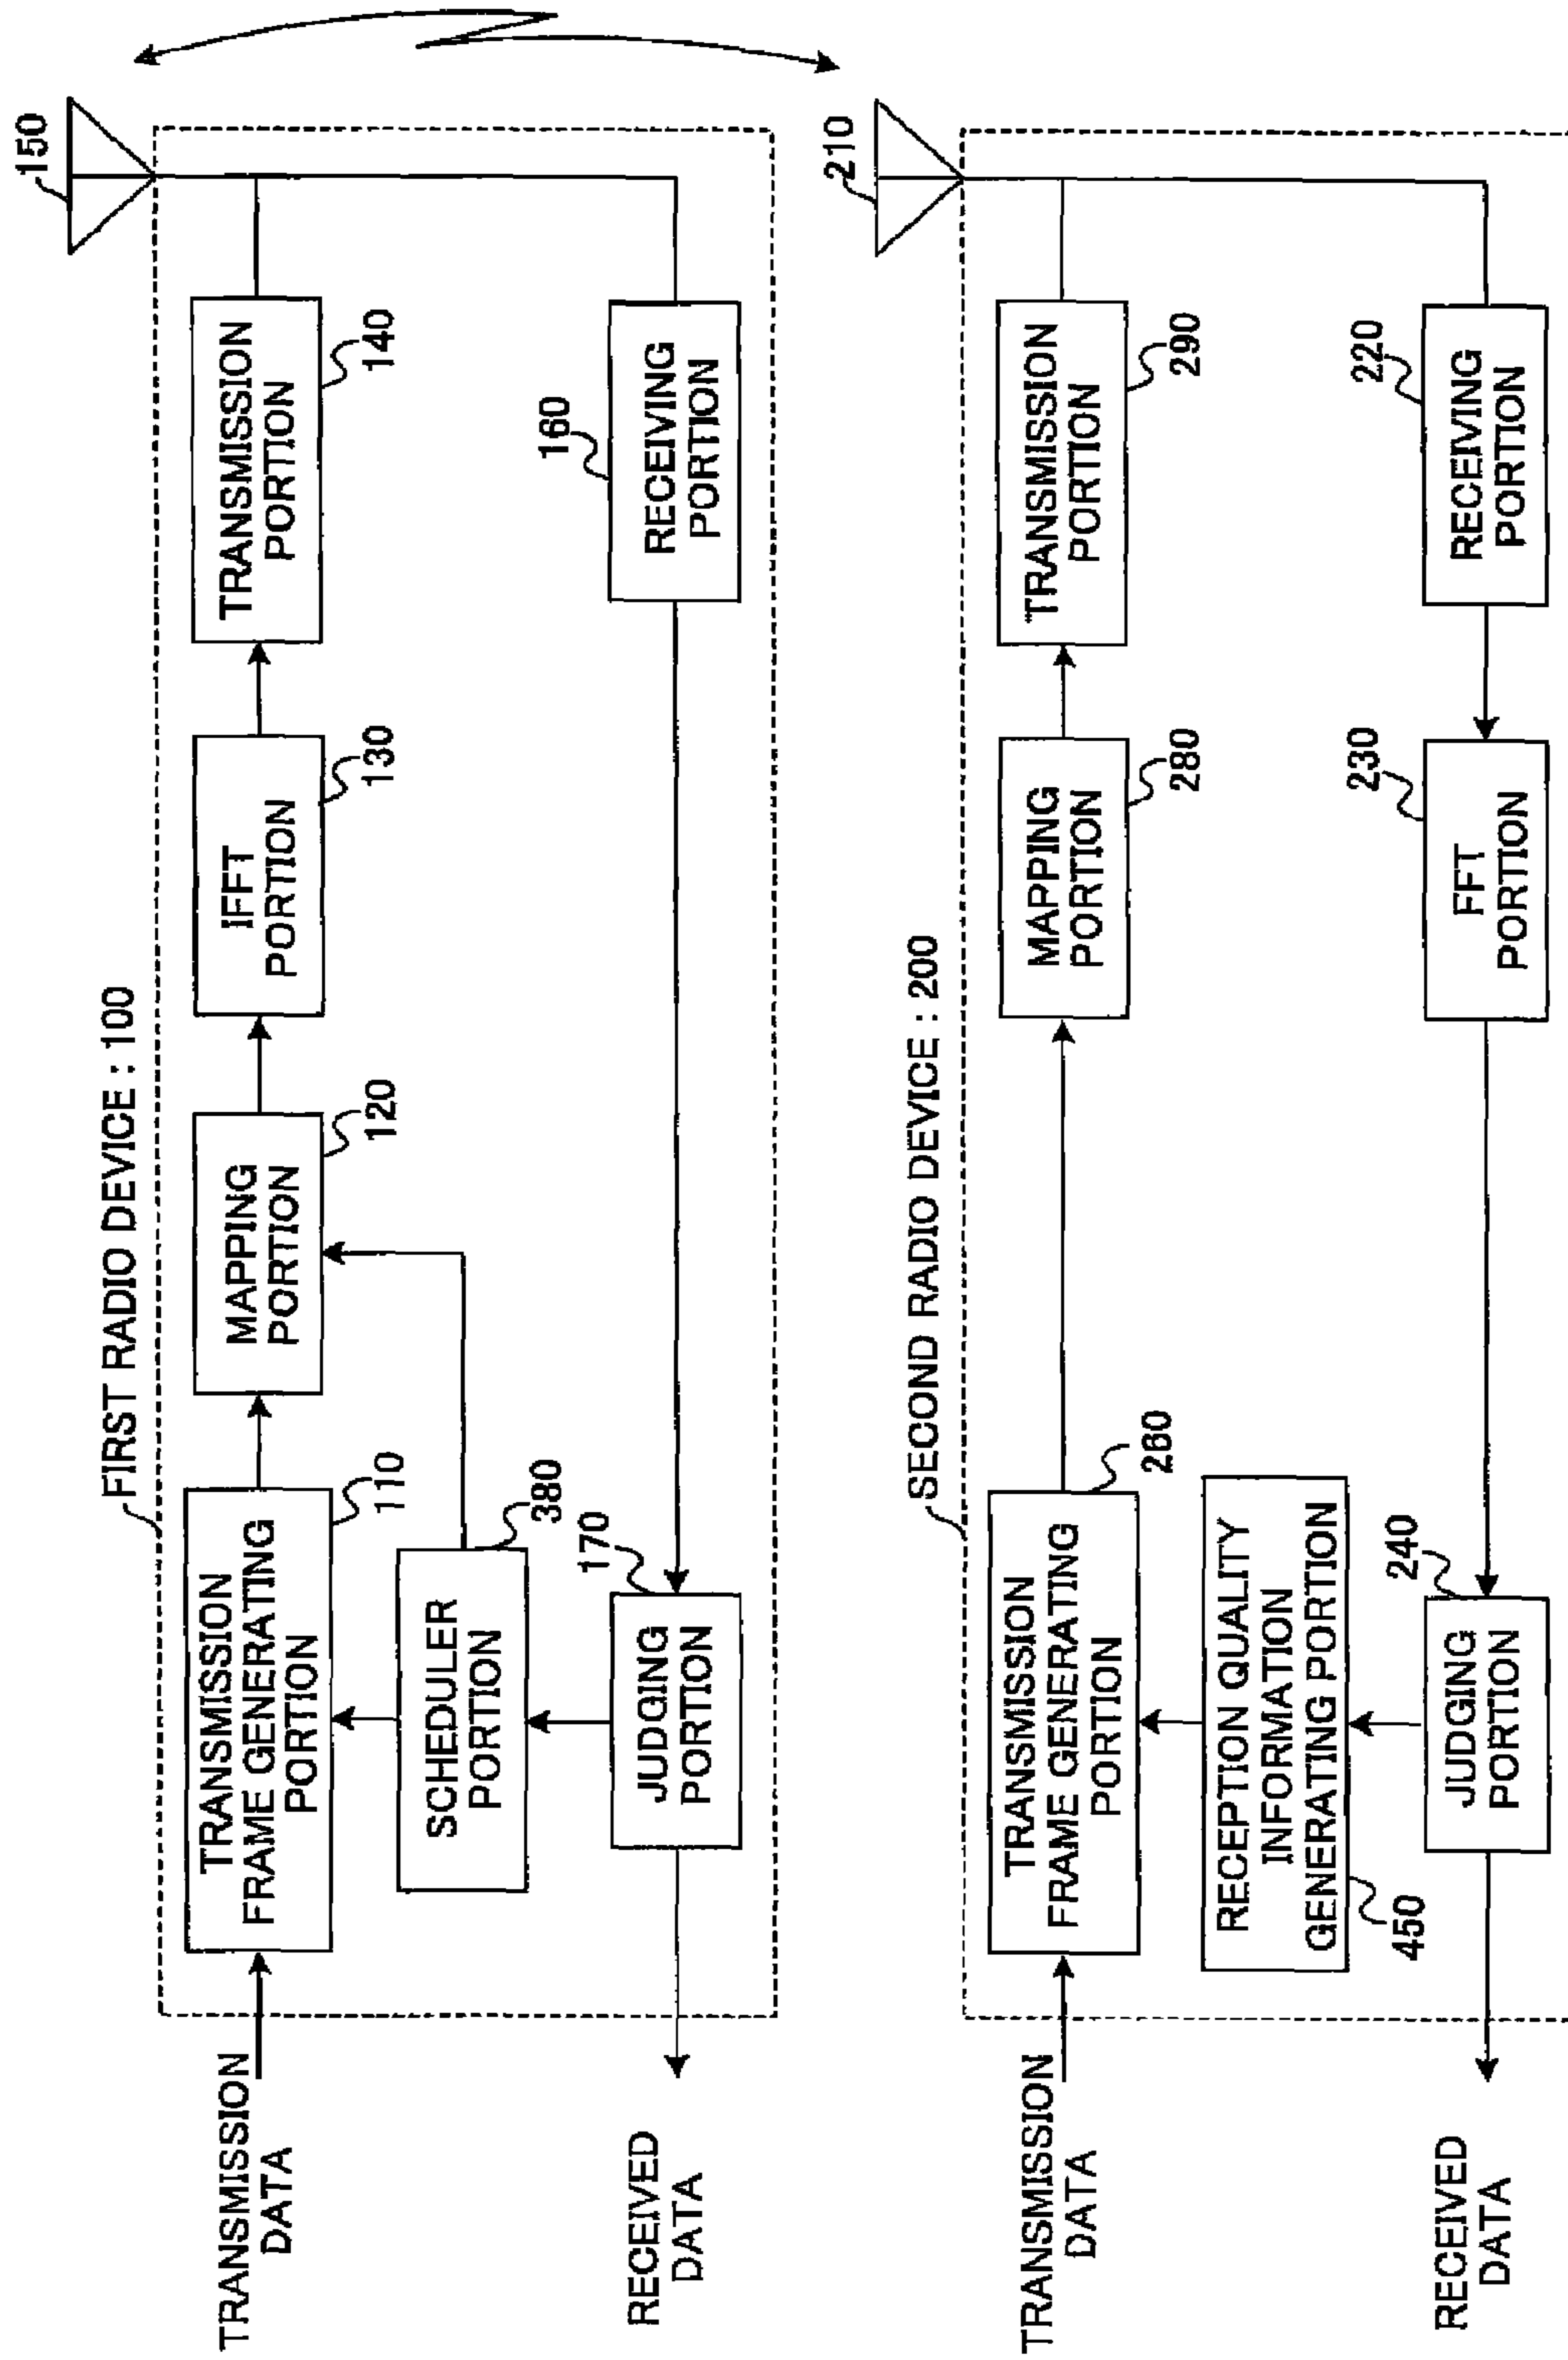 FIRST RADIO DEVICE : 100
150
TRANSMISSION
DATA
TRANSMISSION
FRAME GENERATING
PORTION
110
MAPPING
PORTION
120
IFFT
PORTION
130
TRANSMISSION
PORTION
140
SCHEDULER
PORTION
380
RECEIVED
DATA
JUDGING
PORTION
170
RECEIVING
PORTION
160
SECOND RADIO DEVICE : 200
210
TRANSMISSION
DATA
TRANSMISSION
FRAME GENERATING
PORTION
260
MAPPING
PORTION
280
TRANSMISSION
PORTION
290
RECEPTION QUALITY
INFORMATION
GENERATING PORTION
450
RECEIVED
DATA
JUDGING
PORTION
240
FFT
PORTION
230
RECEIVING
PORTION
220